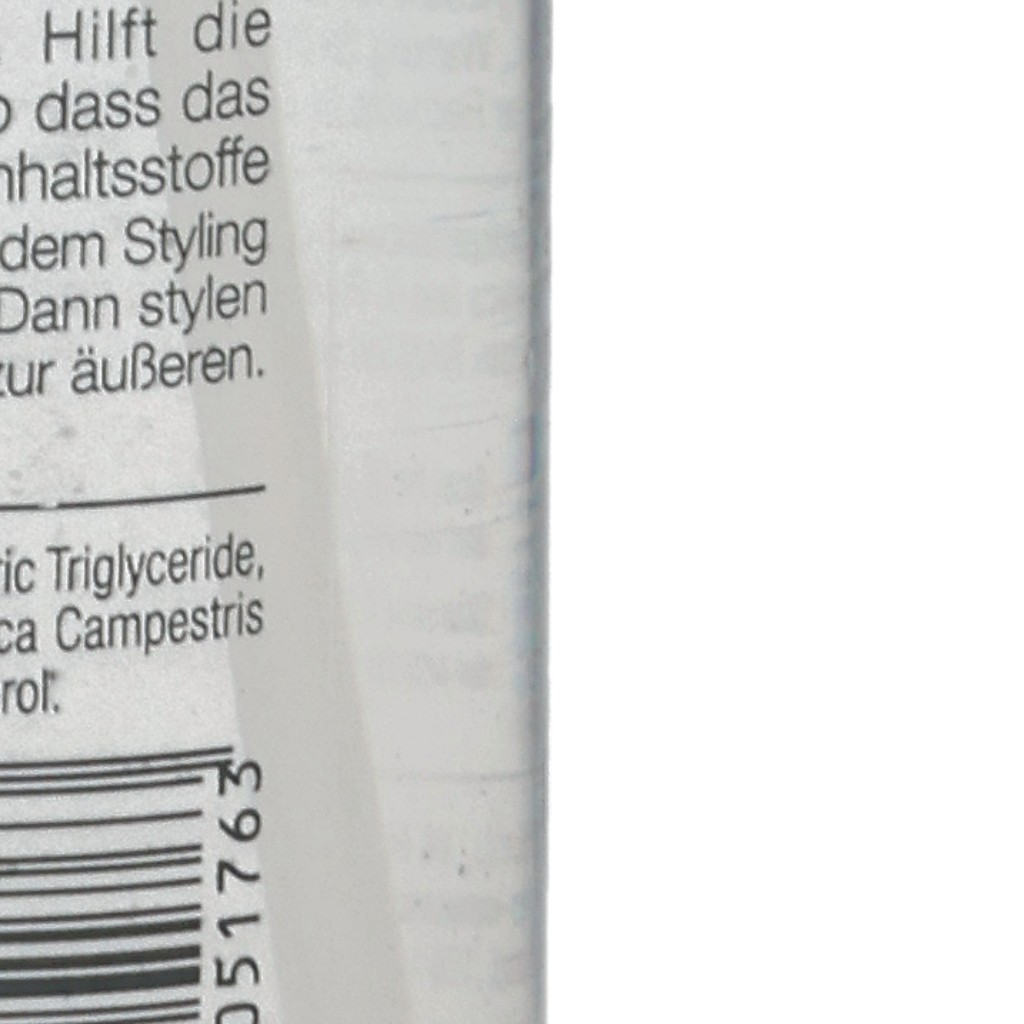 Hilft die
dass das
nhaltsstoffe
dem Styling
Dann stylen
zur äußeren.
ric Triglyceride,
ca Campestris
rol*.
051763